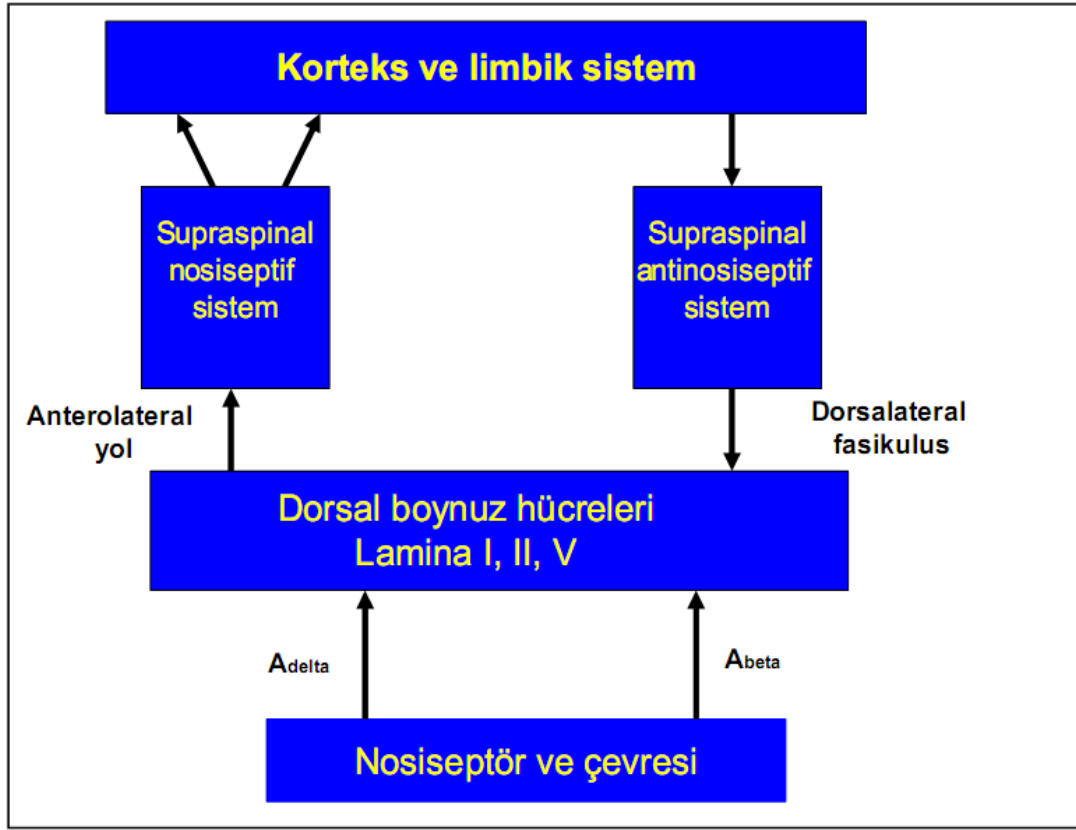 Korteks ve limbik sistem
Supraspinal
nosiseptif
sistem
Supraspinal
antinosiseptif
sistem
Anterolateral
yol
Dorsalateral
fasikulus
Dorsal boynuz hücreleri
Lamina I, II, V
Adelta
Abeta
Nosiseptör ve çevresi